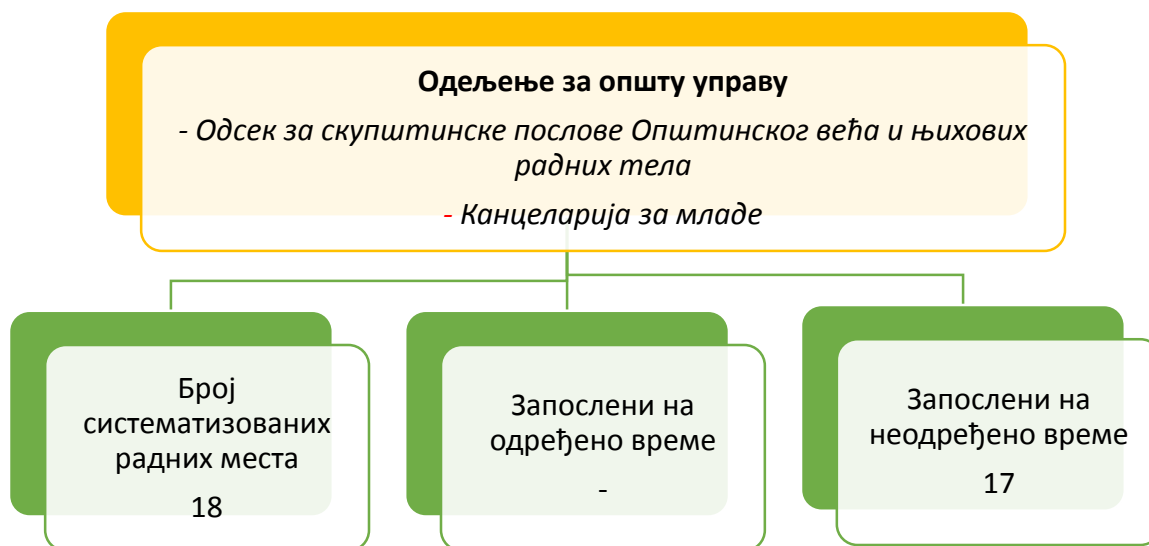 Одељење за општу управу
- Одсек за скупштинске послове Општинског већа и њихових
радних тела
- Канцеларија за младе
Број
систематизованих
радних места
18
Запослени на
одређено време
-
Запослени на
неодређено време
17